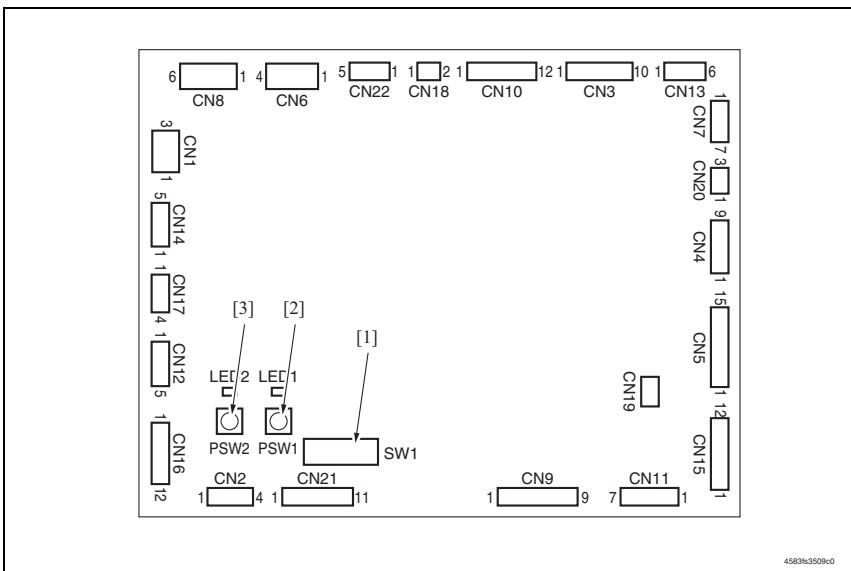 6 1 4 1 5 1 1 2 1 12 1 10 1 6
CN8 CN6 CN22 CN18 CN10 CN3 CN13
1
CN7
7
3
CN1
1
3
CN20
1
5
CN14
1
9
CN4
1
1
CN17
4
15
CN5
1
[3] [2]
[1]
1
CN12
5
LED2 LED1
CN19
12
CN15
1
1
CN16
12
PSW2 PSW1
SW1
CN2 CN21 CN9 CN11
1 4 1 11 1 9 7 1
4583fs3509c0